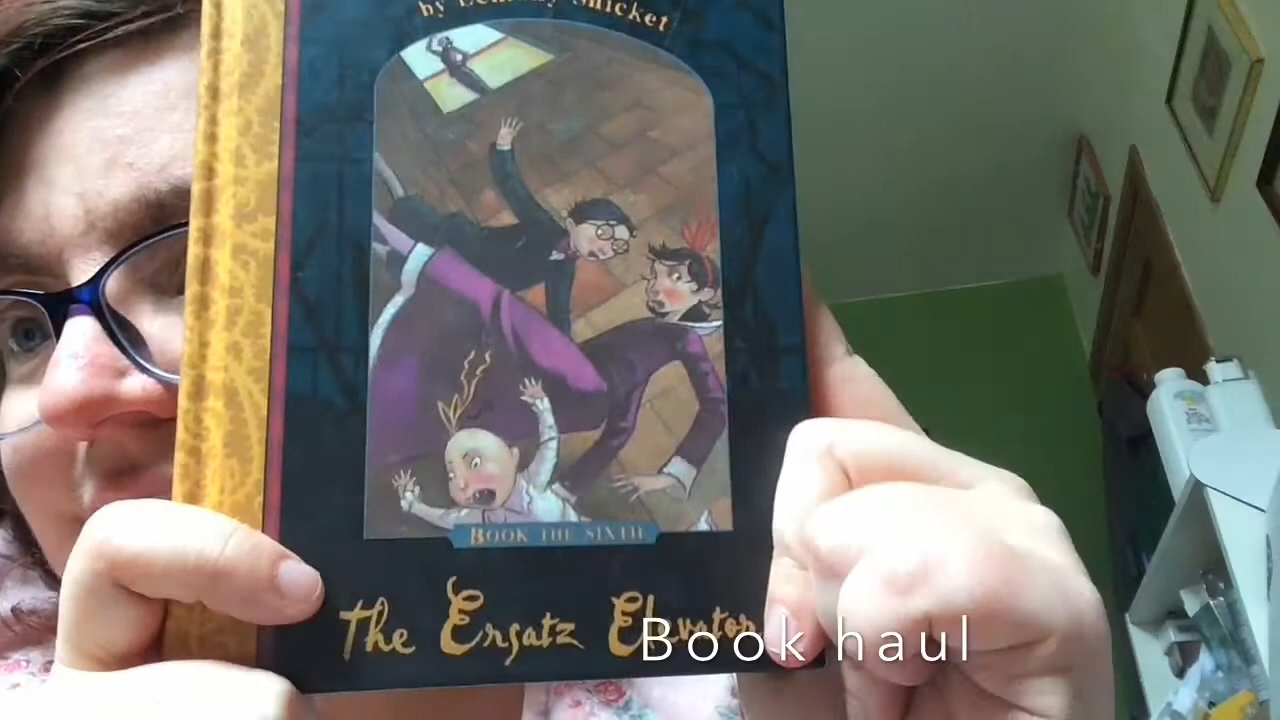 by Lemony Snicket
BOOK THE SIXTH
The Ersatz Elevator
Book haul